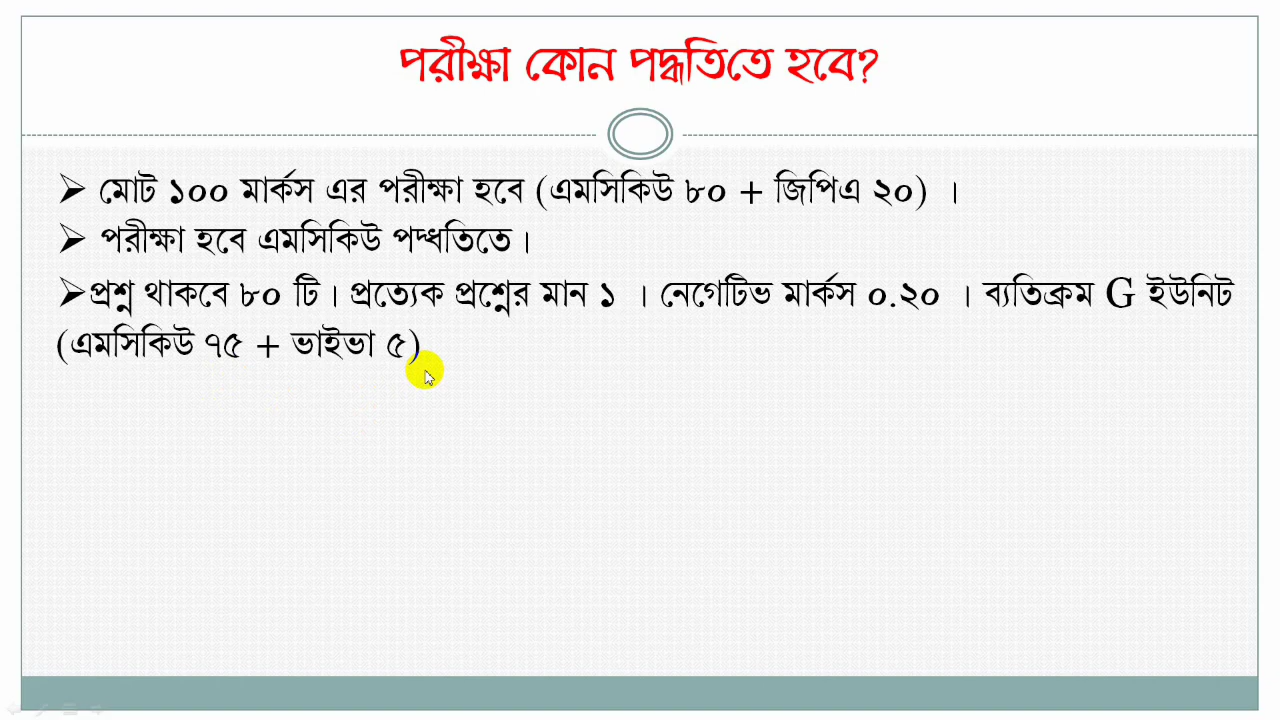 পরীক্ষা কোন পদ্ধতিতে হবে?
➢ মোট ১০০ মার্কস এর পরীক্ষা হবে (এমসিকিউ ৮০ + জিপিএ ২০) ।
➢ পরীক্ষা হবে এমসিকিউ পদ্ধতিতে।
➢প্রশ্ন থাকবে ৮০ টি। প্রত্যেক প্রশ্নের মান ১ । নেগেটিভ মার্কস ০.২০ । ব্যতিক্রম G ইউনিট
(এমসিকিউ ৭৫ + ভাইভা ৫)